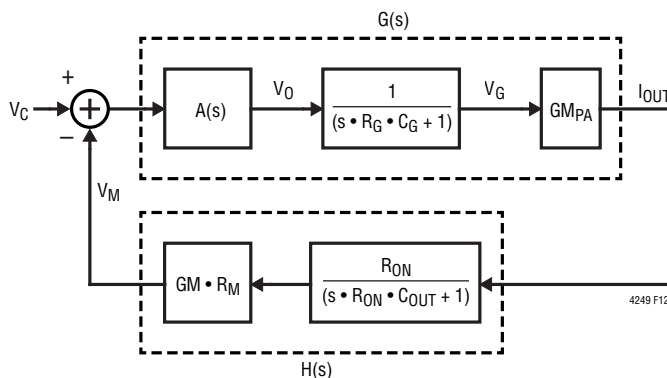 G(s)
+
V_C
+
−
A(s)
V_O
1
(s • R_G • C_G + 1)
V_G
GM_PA
I_OUT
V_M
GM • R_M
R_ON
(s • R_ON • C_OUT + 1)
4249 F12
H(s)